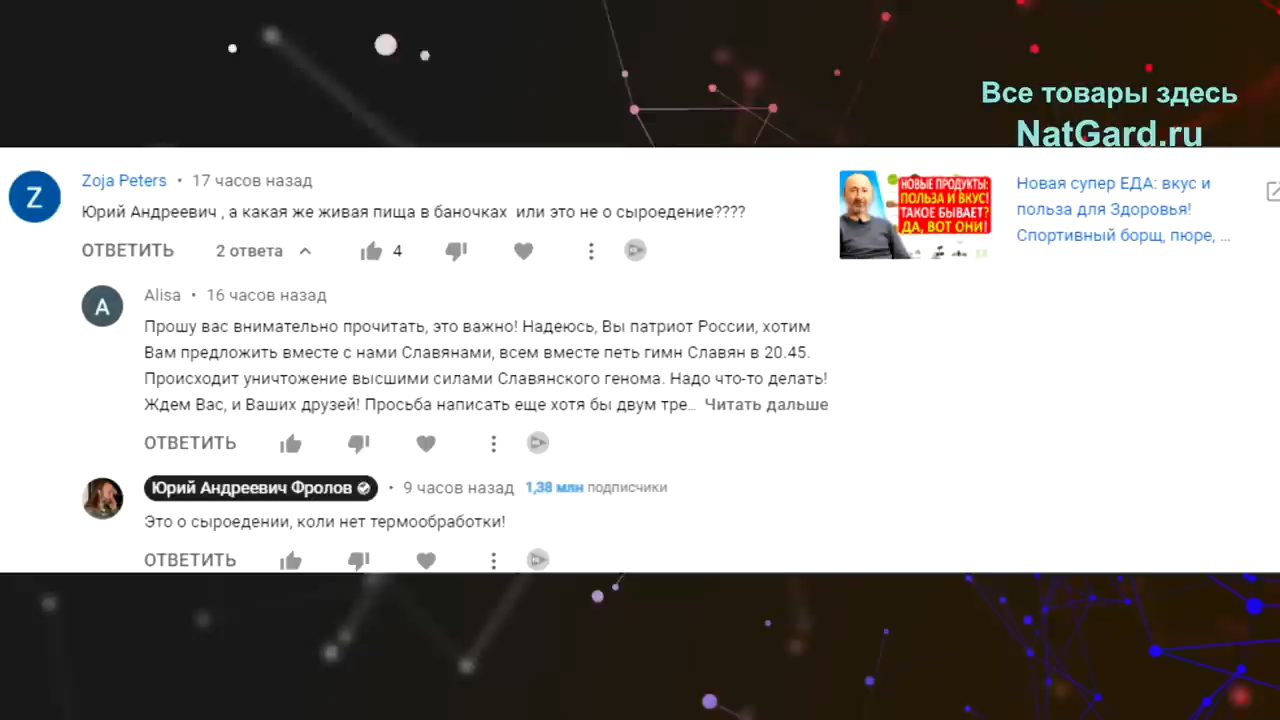 Все товары здесь
NatGard.ru
Z
Zoja Peters • 17 часов назад
Юрий Андреевич , а какая же живая пища в баночках или это не о сыроедение????
ОТВЕТИТЬ 2 ответа 4
НОВЫЕ ПРОДУКТЫ:
ПОЛЬЗА И ВКУС!
ТАКОЕ БЫВАЕТ?
ДА, ВОТ ОНИ!
Новая супер ЕДА: вкус и
польза для Здоровья!
Спортивный борщ, пюре, ...
A
Alisa • 16 часов назад
Прошу вас внимательно прочитать, это важно! Надеюсь, Вы патриот России, хотим
Вам предложить вместе с нами Славянами, всем вместе петь гимн Славян в 20.45.
Происходит уничтожение высшими силами Славянского генома. Надо что-то делать!
Ждем Вас, и Ваших друзей! Просьба написать еще хотя бы двум тре... Читать дальше
ОТВЕТИТЬ
Юрий Андреевич Фролов • 9 часов назад 1,38 млн подписчики
Это о сыроедении, коли нет термообработки!
ОТВЕТИТЬ